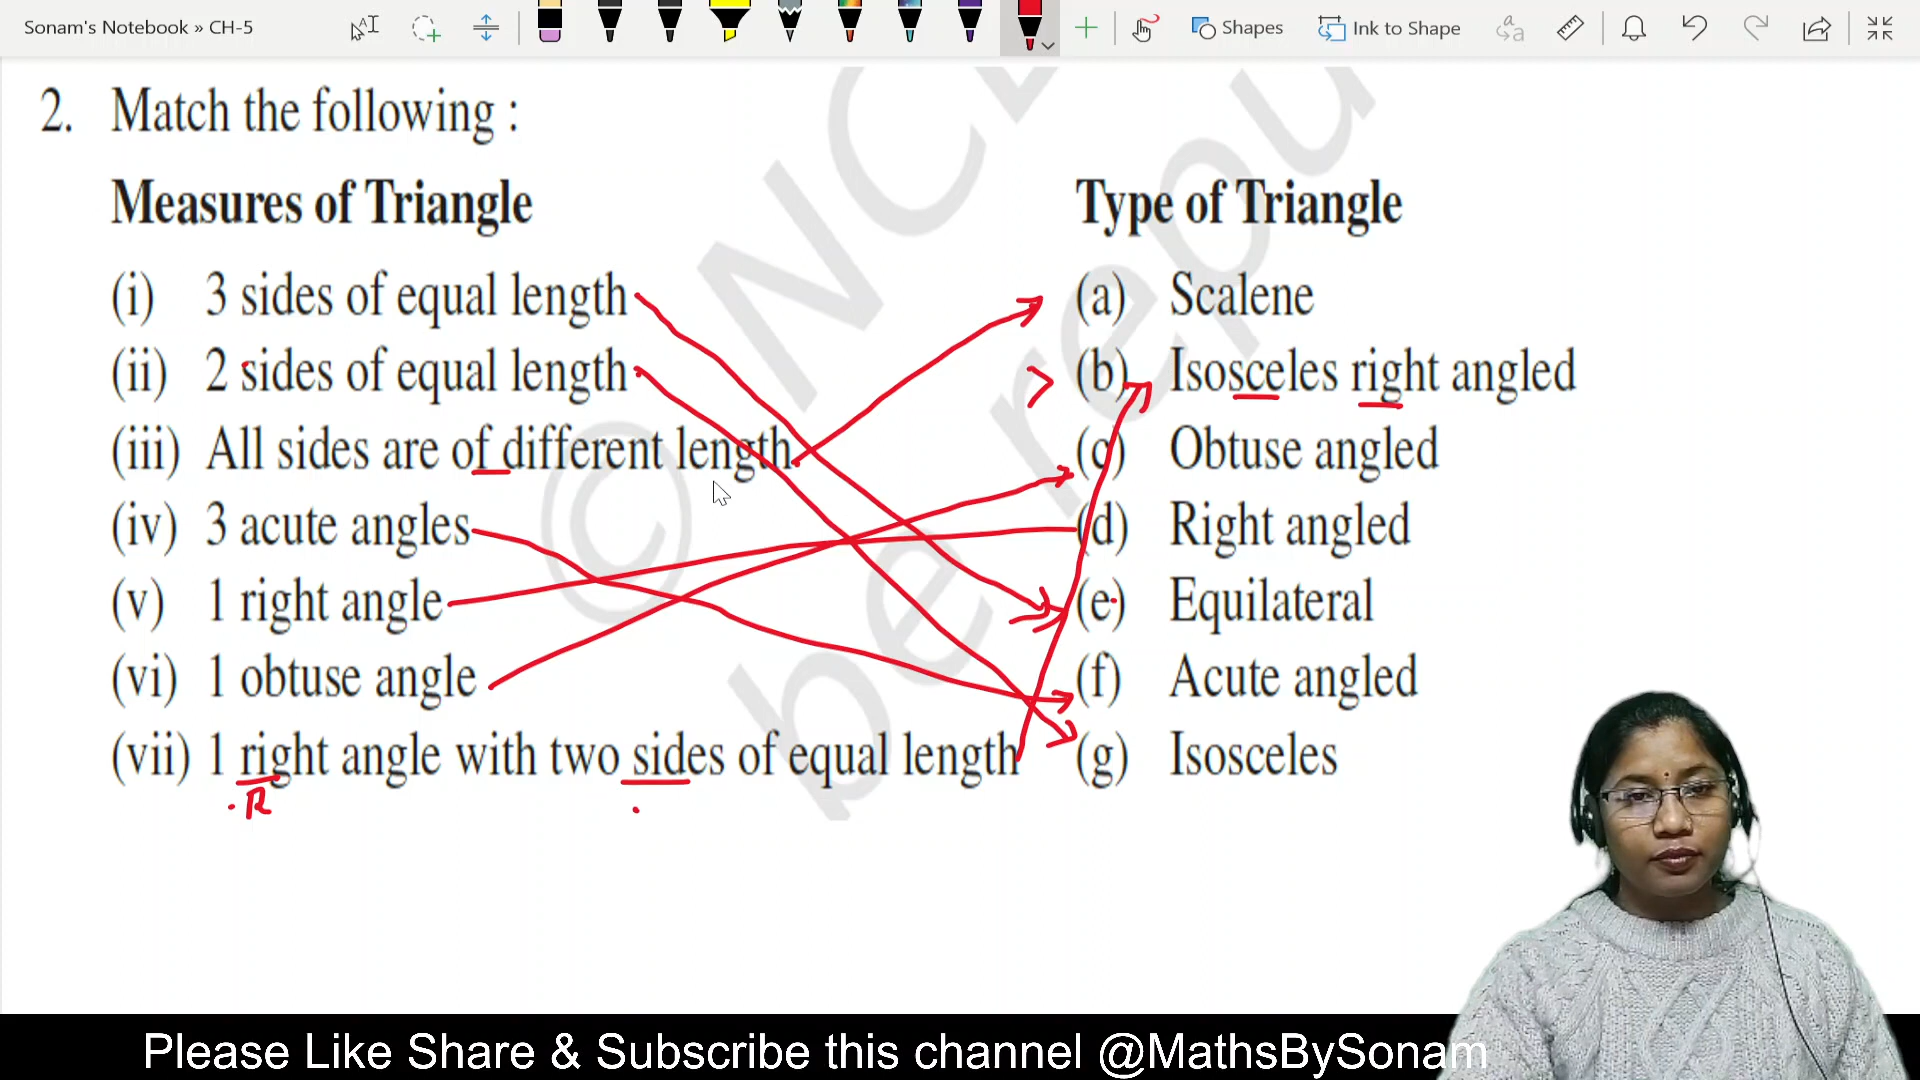 Sonam's Notebook » CH-5
Shapes
Ink to Shape
2. Match the following :
Measures of Triangle
Type of Triangle
(i) 3 sides of equal length
(a) Scalene
(ii) 2 sides of equal length
(b) Isosceles right angled
(iii) All sides are of different length
(c) Obtuse angled
(iv) 3 acute angles
(d) Right angled
(v) 1 right angle
(e) Equilateral
(vi) 1 obtuse angle
(f) Acute angled
(vii) 1 right angle with two sides of equal length
(g) Isosceles
R
© NCE
be repu
Please Like Share & Subscribe this channel @MathsBySonam